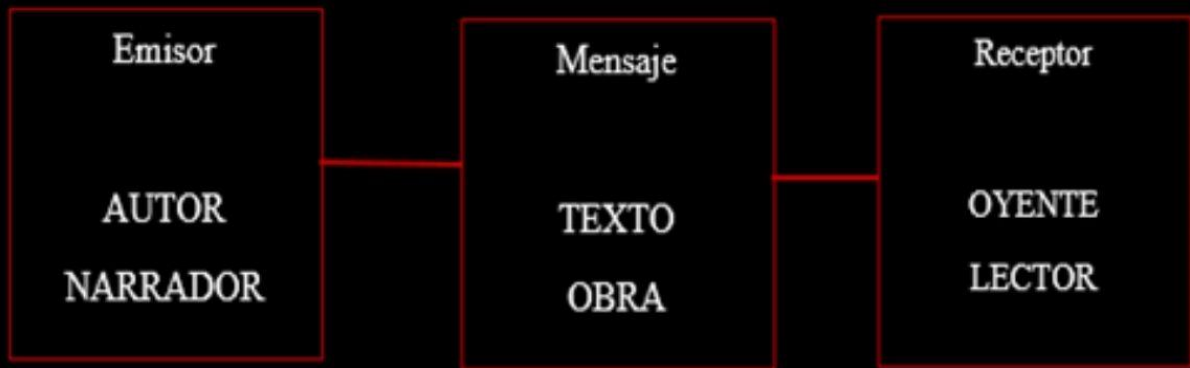 Emisor
AUTOR
NARRADOR
Mensaje
TEXTO
OBRA
Receptor
OYENTE
LECTOR